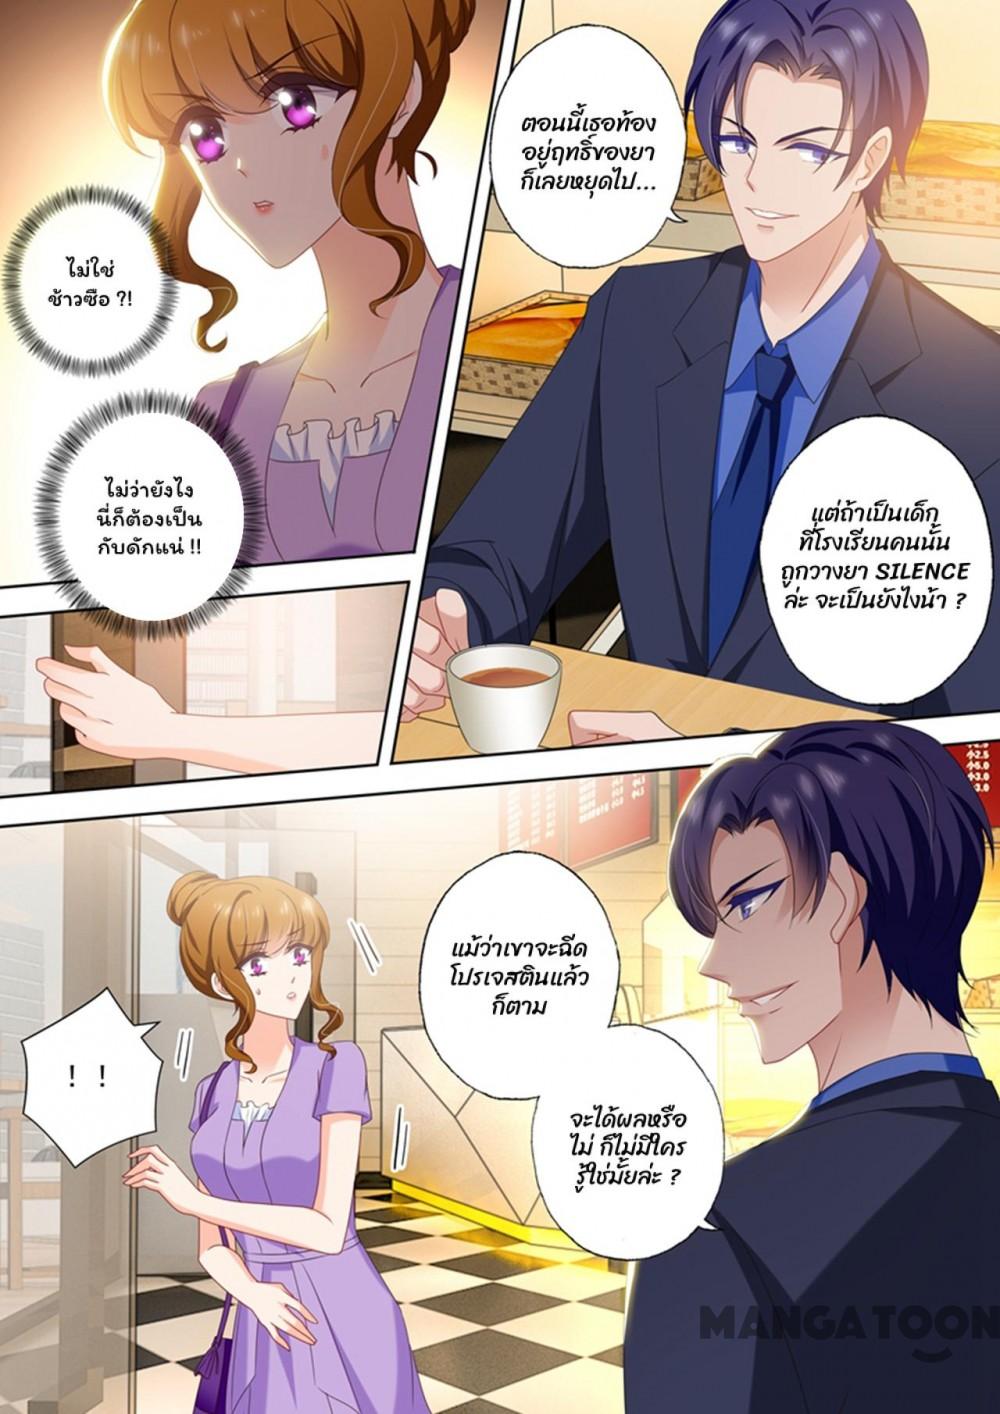 ตอนนี้เธอท้อง
อยู่ฤทธิ์ของยา
ก็เลยหยุดไป...
ไม่ใช่
ช้าวซือ ?!
ไม่ว่ายังไง
นี่ก็ต้องเป็น
กับดักแน่ !!
แต่ถ้าเป็นเด็ก
ที่โรงเรียนคนนั้น
ถูกวางยา SILENCE
ล่ะ จะเป็นยังไงน้า ?
แม้ว่าเขาจะฉีด
โปรเจสตินแล้ว
ก็ตาม
! !
จะได้ผลหรือ
ไม่ ก็ไม่มีใคร
รู้ใช่มั้ยล่ะ ?
MANGATOON